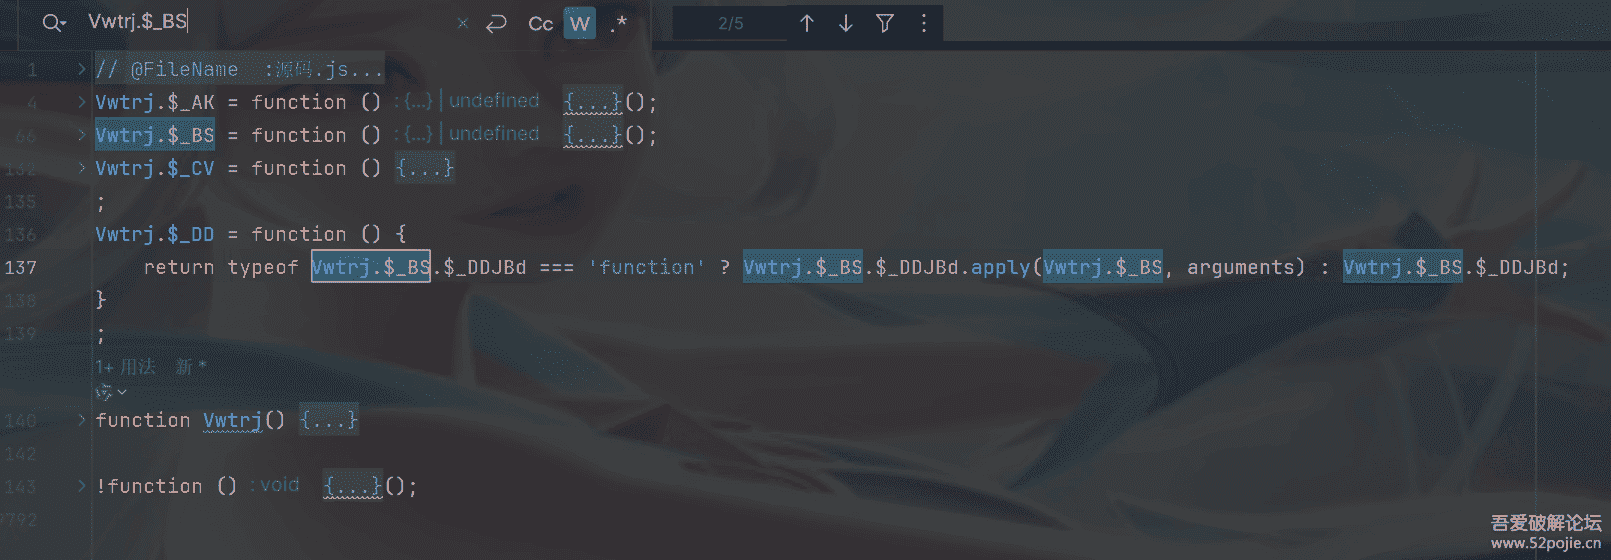 Vwtrj.$_BS
Cc W .* 2/5
1 // @FileName :源码.js...
4 Vwtrj.$_AK = function () :{...}|undefined {...}();
66 Vwtrj.$_BS = function () :{...}|undefined {...}();
132 Vwtrj.$_CV = function () {...}
135 ;
136 Vwtrj.$_DD = function () {
137 return typeof Vwtrj.$_BS.$_DDJBd === 'function' ? Vwtrj.$_BS.$_DDJBd.apply(Vwtrj.$_BS, arguments) : Vwtrj.$_BS.$_DDJBd;
138 }
139 ;
1+ 用法 新 *
140 function Vwtrj() {...}
142
143 !function () :void {...}();
9792
吾爱破解论坛
www.52pojie.cn